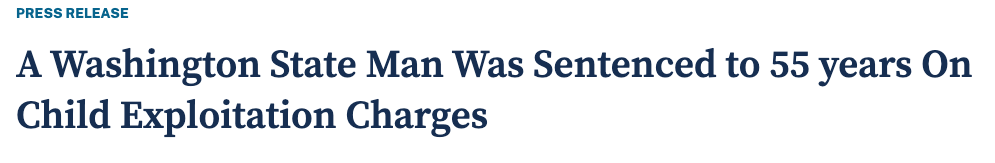 PRESS RELEASE
A Washington State Man Was Sentenced to 55 years On
Child Exploitation Charges